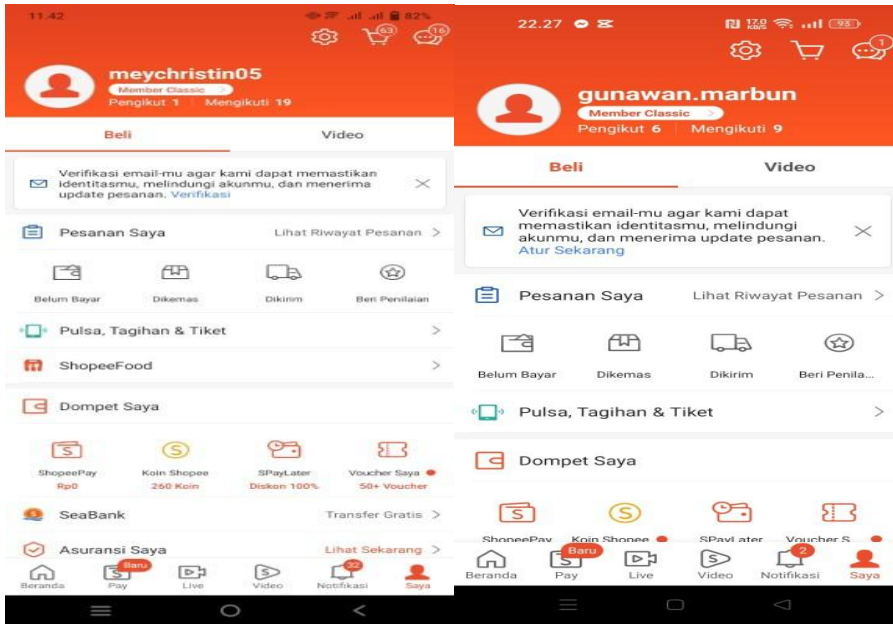 11.42
82%
63
16
meychristin05
Member Classic >
Pengikut 1 | Mengikuti 19
Beli
Video
Verifikasi email-mu agar kami dapat memastikan
identitasmu, melindungi akunmu, dan menerima
update pesanan. Verifikasi
Pesanan Saya
Lihat Riwayat Pesanan >
Belum Bayar
Dikemas
Dikirim
Beri Penilaian
Pulsa, Tagihan & Tiket
ShopeeFood
Dompet Saya
ShopeePay
Koin Shopee
SPayLater
Voucher Saya
Rp0
260 Koin
Diskon 100%
50+ Voucher
SeaBank
Transfer Gratis >
Asuransi Saya
Lihat Sekarang >
Baru
32
Beranda
Pay
Live
Video
Notifikasi
Saya
22.27
17.0 KB/S
93
1
gunawan.marbun
Member Classic >
Pengikut 6 | Mengikuti 9
Beli
Video
Verifikasi email-mu agar kami dapat
memastikan identitasmu, melindungi
akunmu, dan menerima update pesanan.
Atur Sekarang
Pesanan Saya
Lihat Riwayat Pesanan >
Belum Bayar
Dikemas
Dikirim
Beri Penila...
Pulsa, Tagihan & Tiket
Dompet Saya
ShopeePay
Koin Shopee
SPayLater
Voucher S...
Baru
2
Beranda
Pay
Live
Video
Notifikasi
Saya